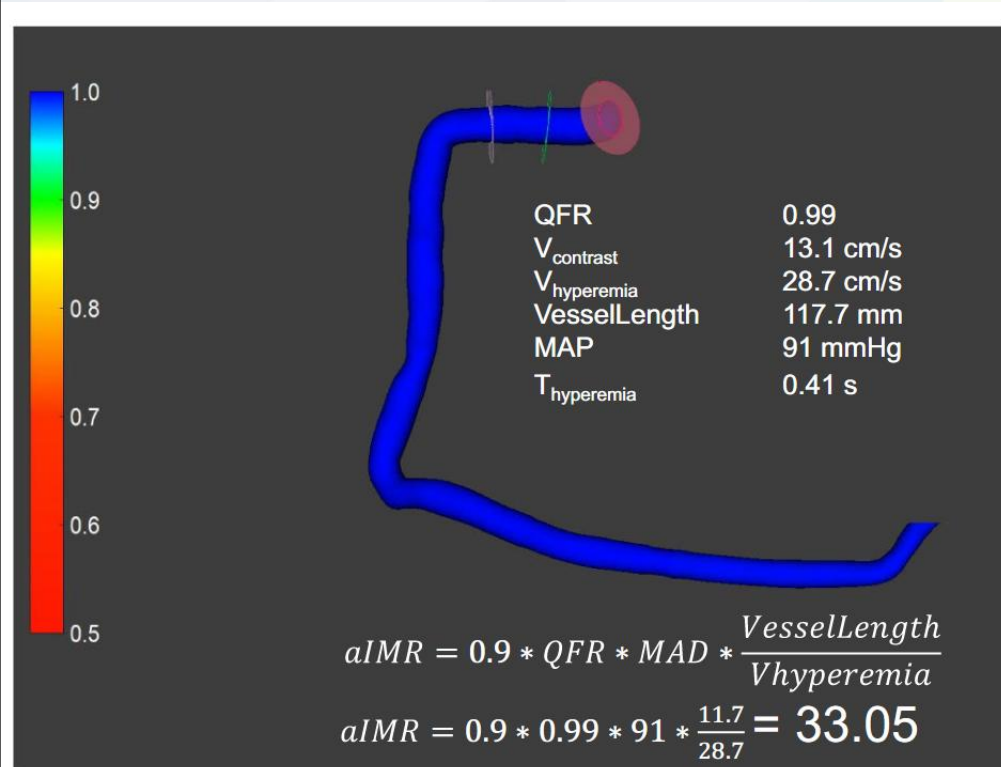 1.0
0.9
0.8
0.7
0.6
0.5
QFR 0.99
Vcontrast 13.1 cm/s
Vhyperemia 28.7 cm/s
VesselLength 117.7 mm
MAP 91 mmHg
Thyperemia 0.41 s
aIMR = 0.9 * QFR * MAD * VesselLength / Vhyperemia
aIMR = 0.9 * 0.99 * 91 * 11.7 / 28.7 = 33.05